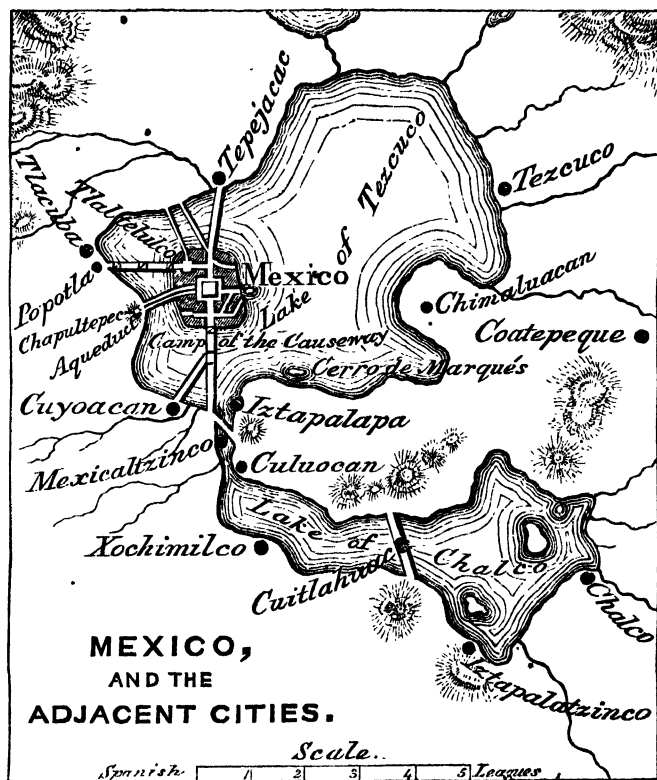 Tepejacac
Tezcuco
Tlacuba
Tlaltelulco
Lake of Tezcuco
Popotla
Mexico
Chimaluacan
Chapultepec
Aqueduct
Camp of the Causeway
Coatepeque
Cerro de Marqués
Cuyoacan
Iztapalapa
Mexicaltzinco
Culuocan
Xochimilco
Lake of Chalco
Cuitlahuac
Chalco
Iztapalatzinco
MEXICO,
AND THE
ADJACENT CITIES.
Scale..
Spanish 1 2 3 4 5 Leagues